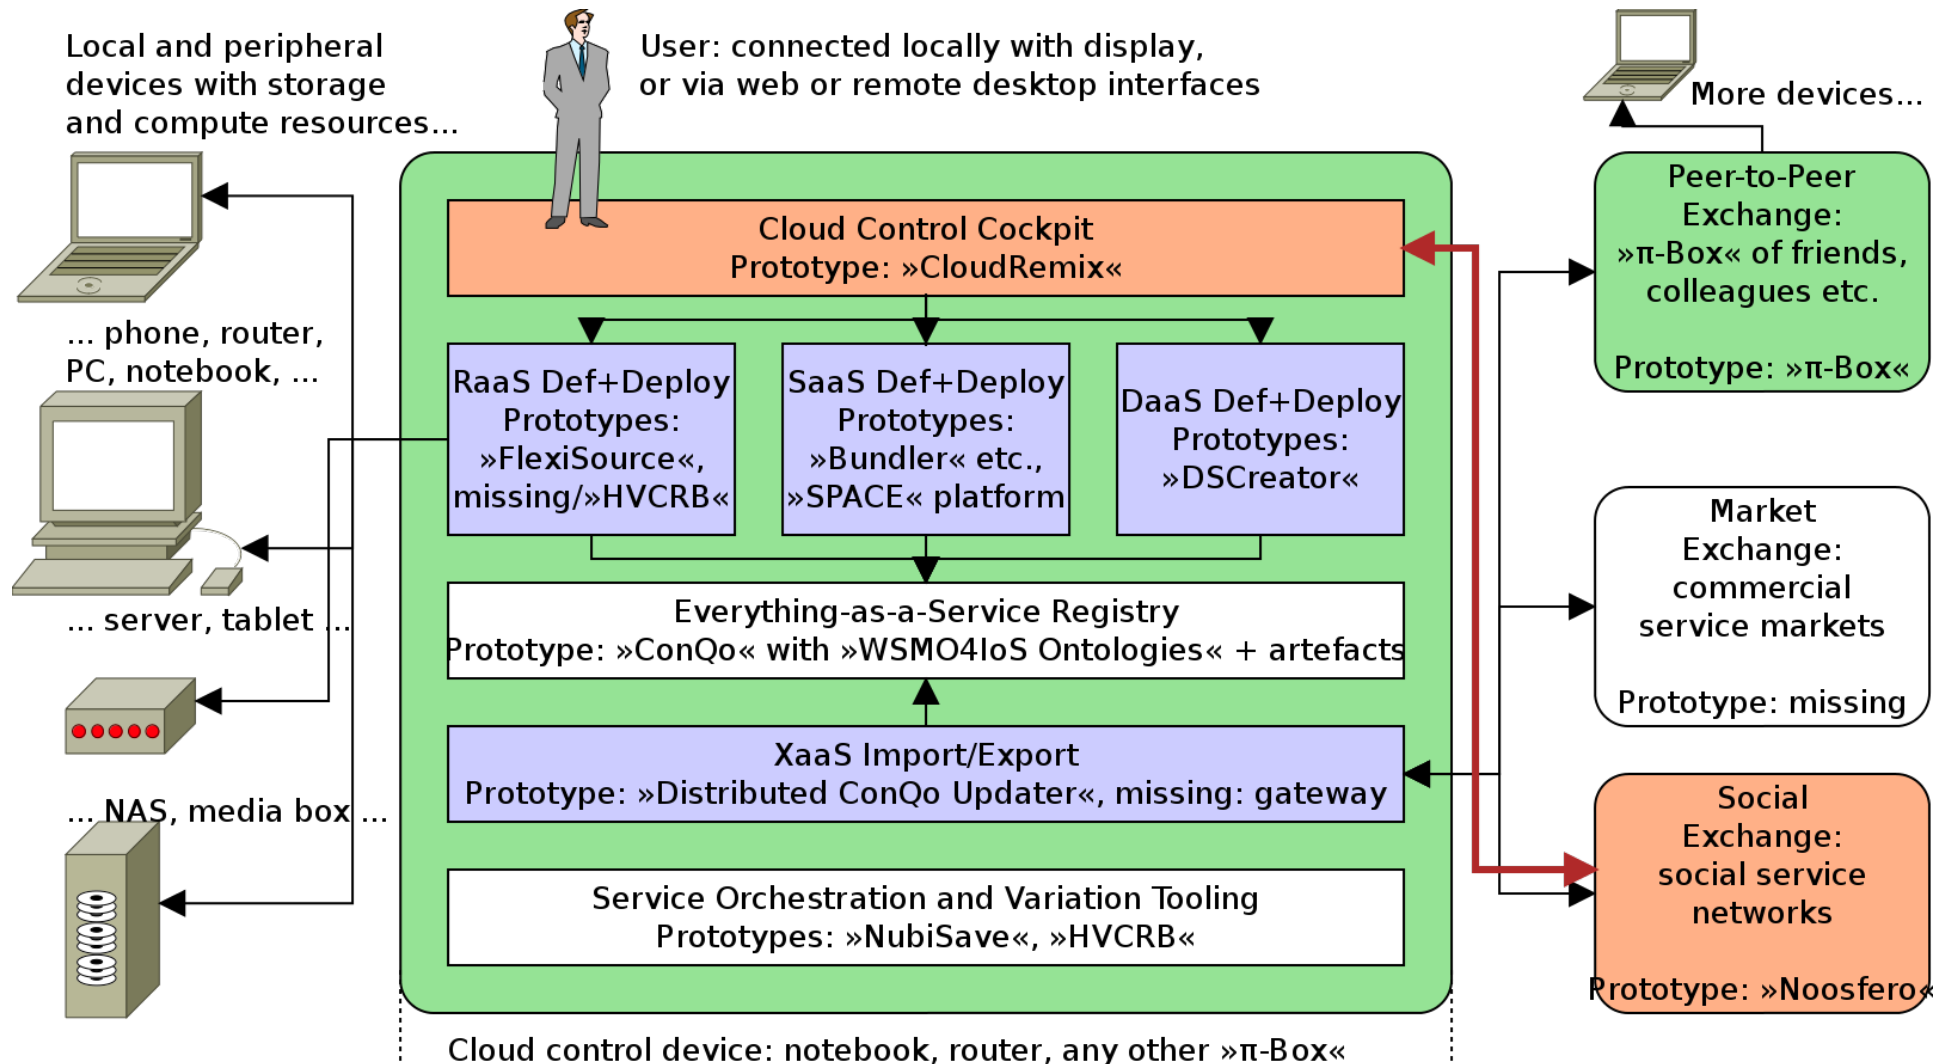 Local and peripheral
devices with storage
and compute resources...
User: connected locally with display,
or via web or remote desktop interfaces
More devices...
... phone, router,
PC, notebook, ...
... server, tablet ...
... NAS, media box ...
Cloud Control Cockpit
Prototype: »CloudRemix«
RaaS Def+Deploy
Prototypes:
»FlexiSource«,
missing/»HVCRB«
SaaS Def+Deploy
Prototypes:
»Bundler« etc.,
»SPACE« platform
DaaS Def+Deploy
Prototypes:
»DSCreator«
Everything-as-a-Service Registry
Prototype: »ConQo« with »WSMO4IoS Ontologies« + artefacts
XaaS Import/Export
Prototype: »Distributed ConQo Updater«, missing: gateway
Service Orchestration and Variation Tooling
Prototypes: »NubiSave«, »HVCRB«
Cloud control device: notebook, router, any other »π-Box«
Peer-to-Peer
Exchange:
»π-Box« of friends,
colleagues etc.
Prototype: »π-Box«
Market
Exchange:
commercial
service markets
Prototype: missing
Social
Exchange:
social service
networks
Prototype: »Noosfero«